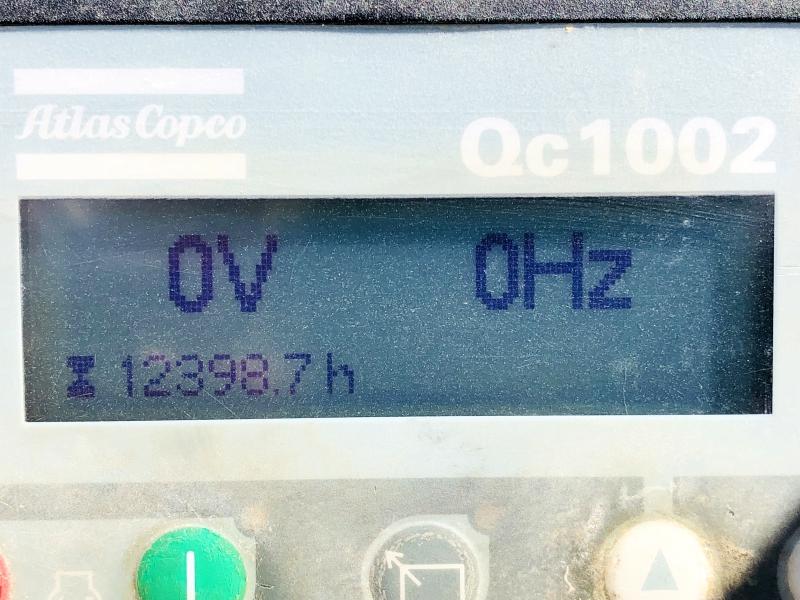 Atlas Copco
Qc1002
0V 0Hz
12398.7 h